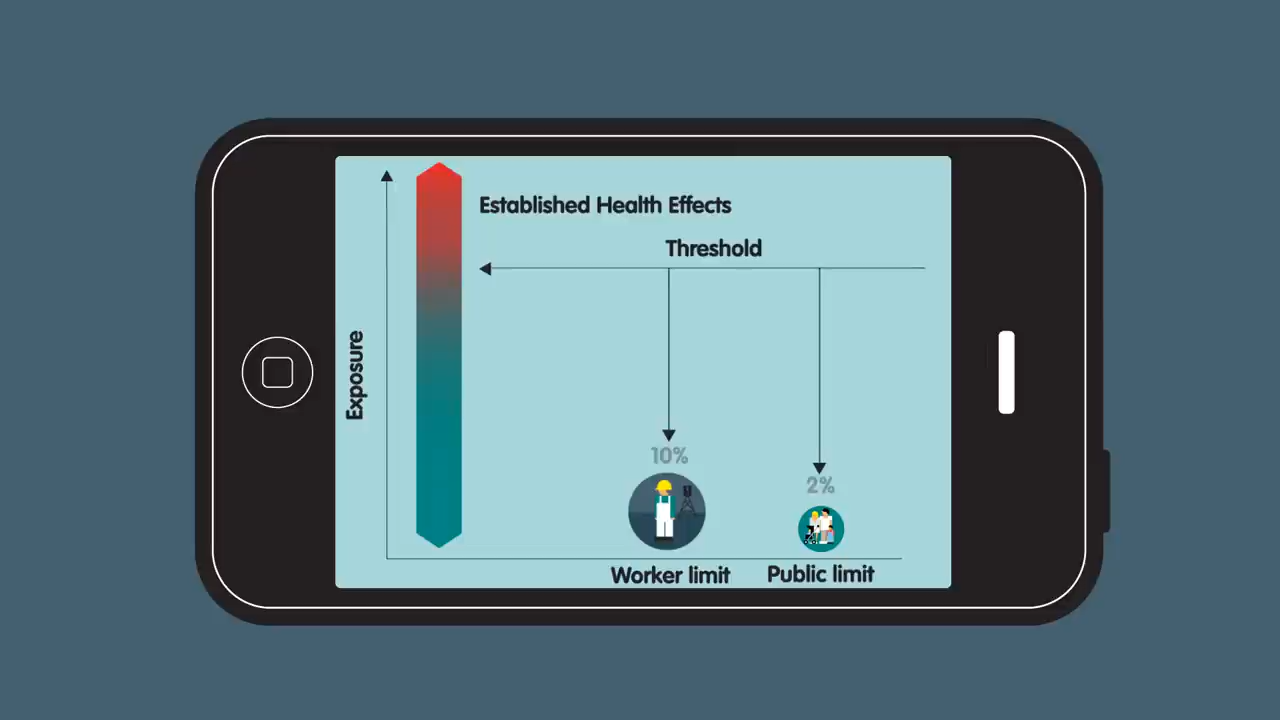 Established Health Effects
Threshold
Exposure
10%
2%
Worker limit
Public limit